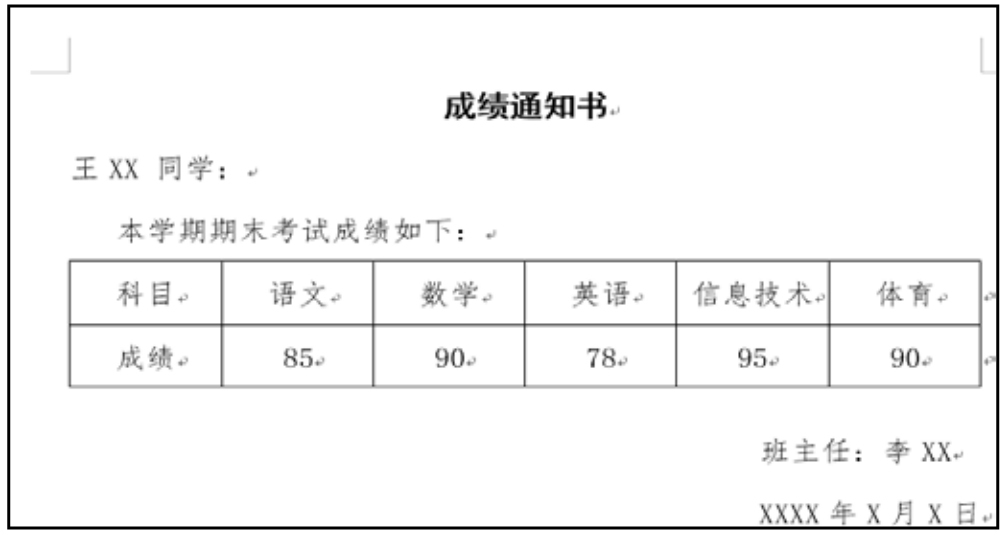 成绩通知书
王 XX 同学：
本学期期末考试成绩如下：
科目 语文 数学 英语 信息技术 体育
成绩 85 90 78 95 90
班主任：李 XX
XXXX 年 X 月 X 日